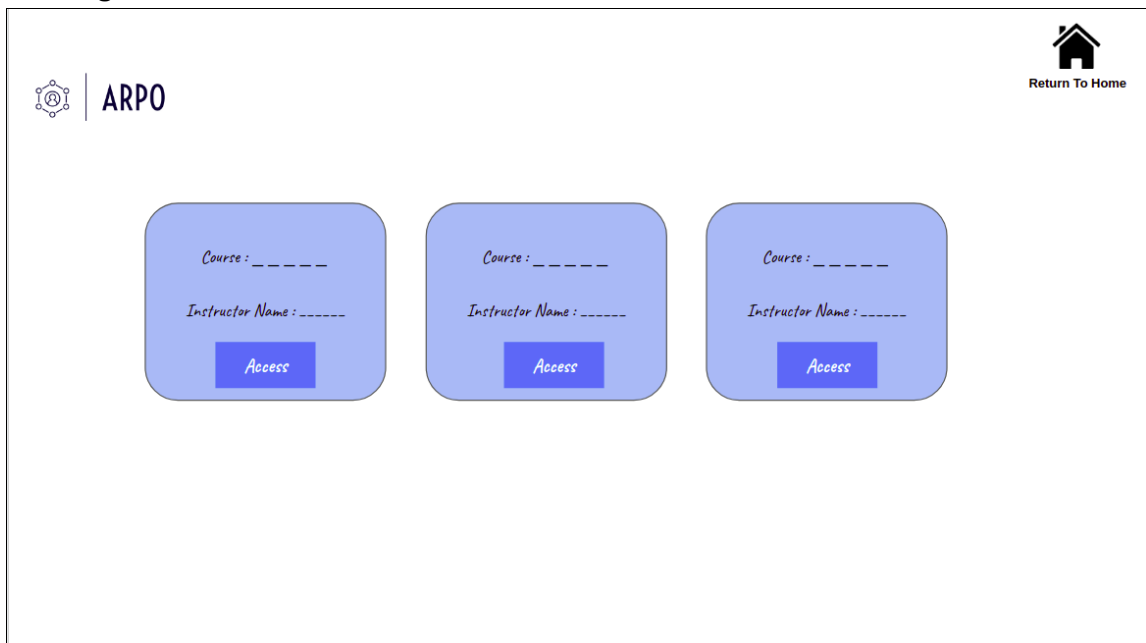 Return To Home
ARPO
Course : _ _ _ _ _
Course : _ _ _ _ _
Course : _ _ _ _ _
Instructor Name : ______
Instructor Name : ______
Instructor Name : ______
Access
Access
Access